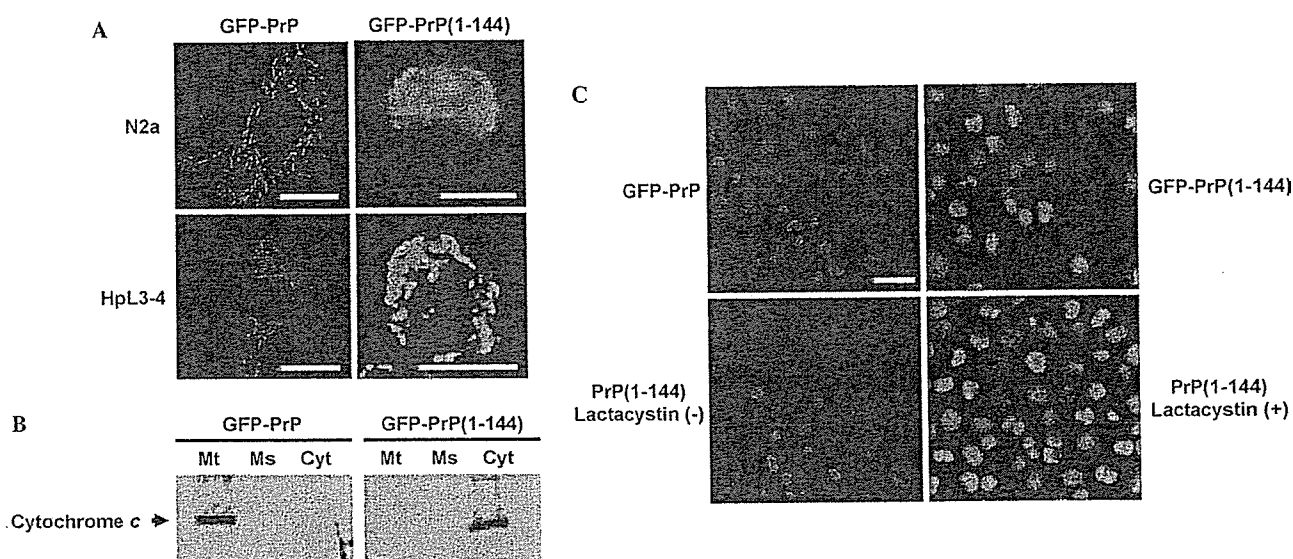 A
GFP-PrP GFP-PrP(1-144)
N2a
HpL3-4
B
GFP-PrP GFP-PrP(1-144)
Mt Ms Cyt Mt Ms Cyt
Cytochrome c
C
GFP-PrP
GFP-PrP(1-144)
PrP(1-144)
Lactacystin (-)
PrP(1-144)
Lactacystin (+)